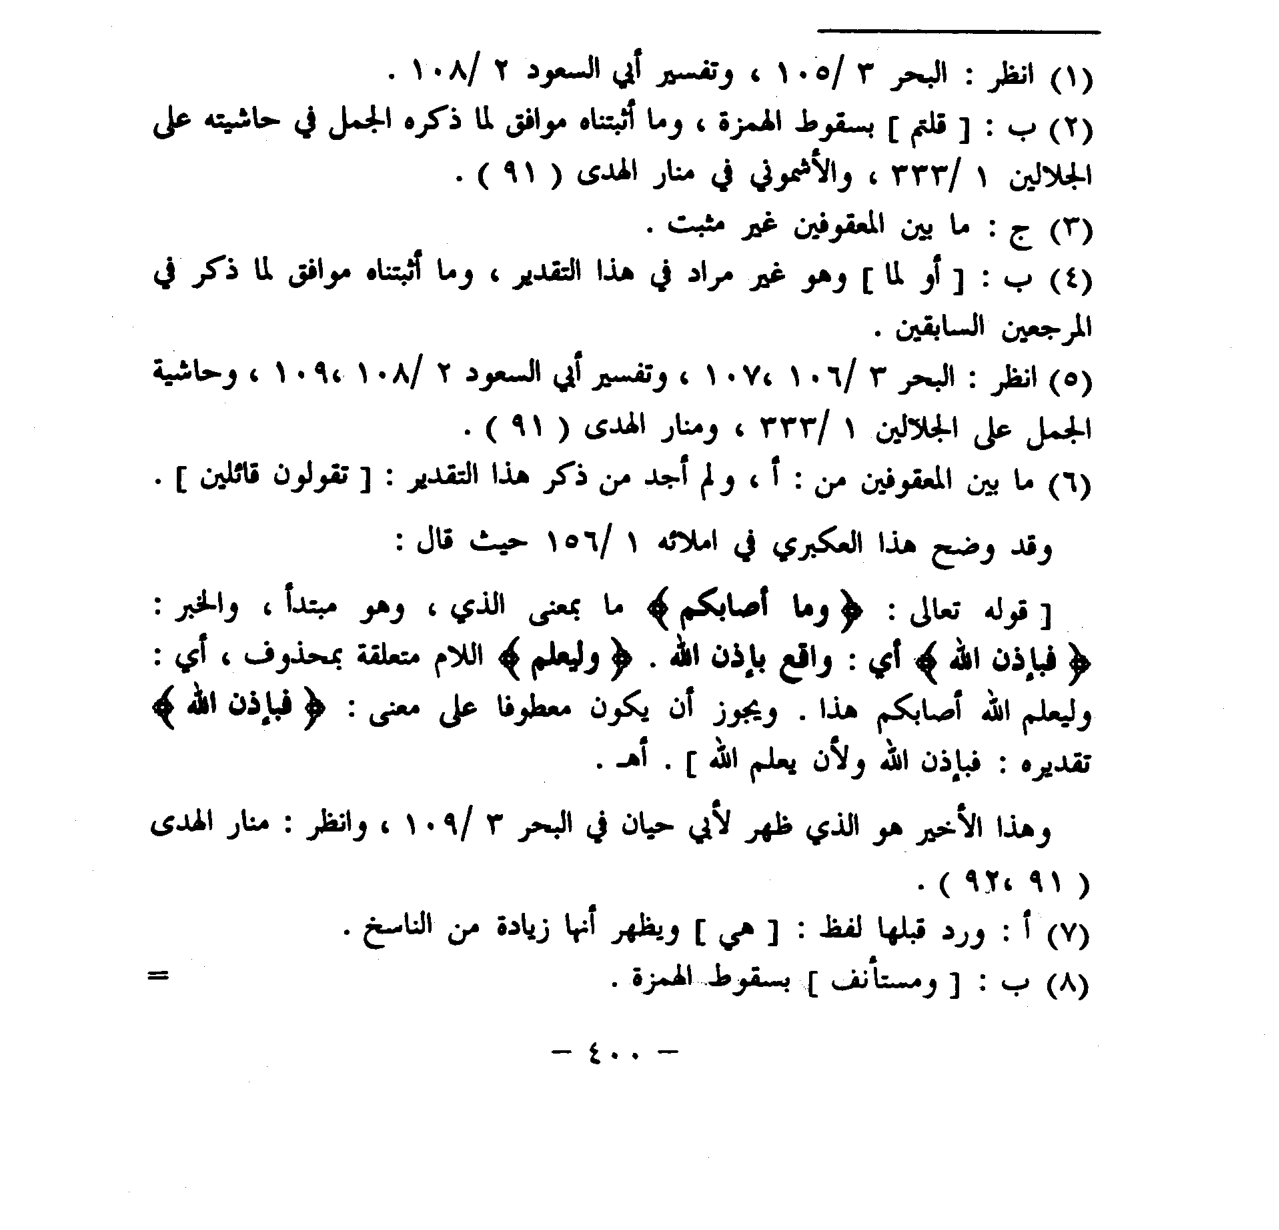 (١) انظر : البحر ٣ /١٠٥ ، وتفسير أبي السعود ٢ /١٠٨ .
(٢) ب : [ قلتم ] بسقوط الهمزة ، وما أثبتناه موافق لما ذكره الجمل في حاشيته على
الجلالين ١ /٣٣٣ ، والأشموني في منار الهدى ( ٩١ ) .
(٣) ج : ما بين المعقوفين غير مثبت .
(٤) ب : [ أو لما ] وهو غير مراد في هذا التقدير ، وما أثبتناه موافق لما ذكر في
المرجعين السابقين .
(٥) انظر : البحر ٣ /١٠٦ ،١٠٧ ، وتفسير أبي السعود ٢ /١٠٨ ،١٠٩ ، وحاشية
الجمل على الجلالين ١ /٣٣٣ ، ومنار الهدى ( ٩١ ) .
(٦) ما بين المعقوفين من : أ ، ولم أجد من ذكر هذا التقدير : [ تقولون قائلين ] .
وقد وضح هذا العكبري في املائه ١ /١٥٦ حيث قال :
[ قوله تعالى : ﴿ وما أصابكم ﴾ ما بمعنى الذي ، وهو مبتدأ ، والخبر :
﴿ فبإذن الله ﴾ أي : واقع بإذن الله . ﴿ وليعلم ﴾ اللام متعلقة بمحذوف ، أي :
وليعلم الله أصابكم هذا . ويجوز أن يكون معطوفا على معنى : ﴿ فبإذن الله ﴾
تقديره : فبإذن الله ولأن يعلم الله ] . أهـ .
وهذا الأخير هو الذي ظهر لأبي حيان في البحر ٣ /١٠٩ ، وانظر : منار الهدى
( ٩١ ،٩٢ ) .
(٧) أ : ورد قبلها لفظ : [ هي ] ويظهر أنها زيادة من الناسخ .
(٨) ب : [ ومستأنف ] بسقوط الهمزة . =
− ٤٠٠ −